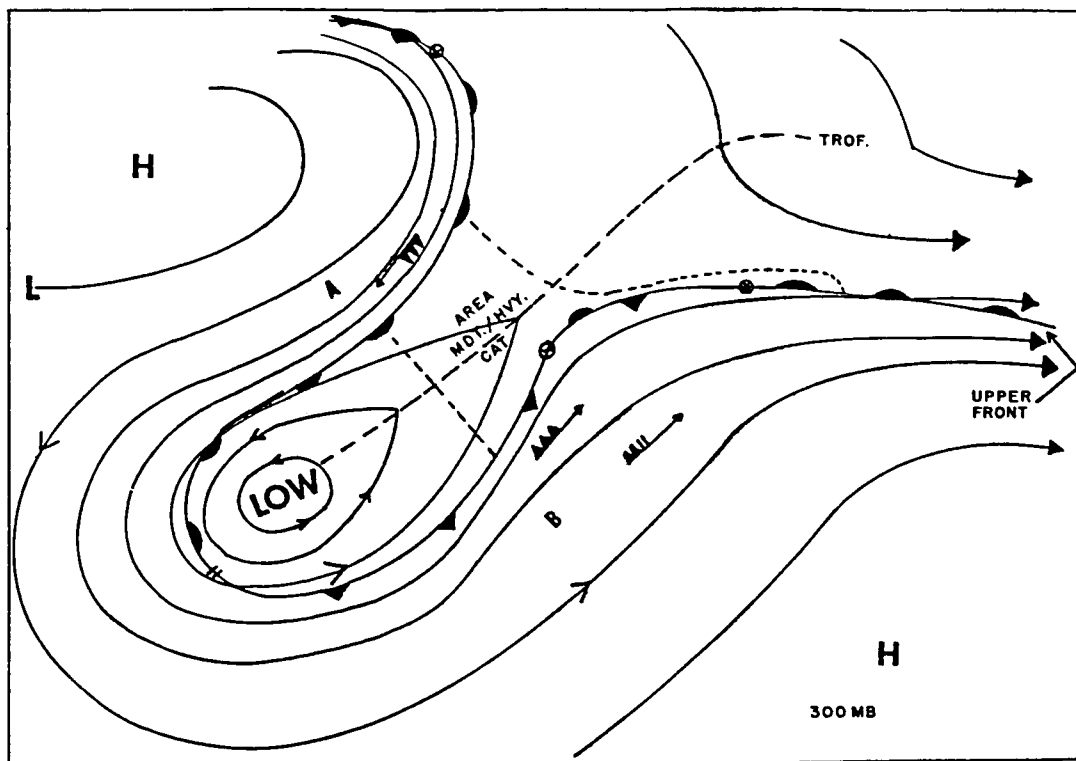 H
TROF.
L
A
AREA
MDT./HVY.
CAT
UPPER
FRONT
LOW
B
H
300 MB